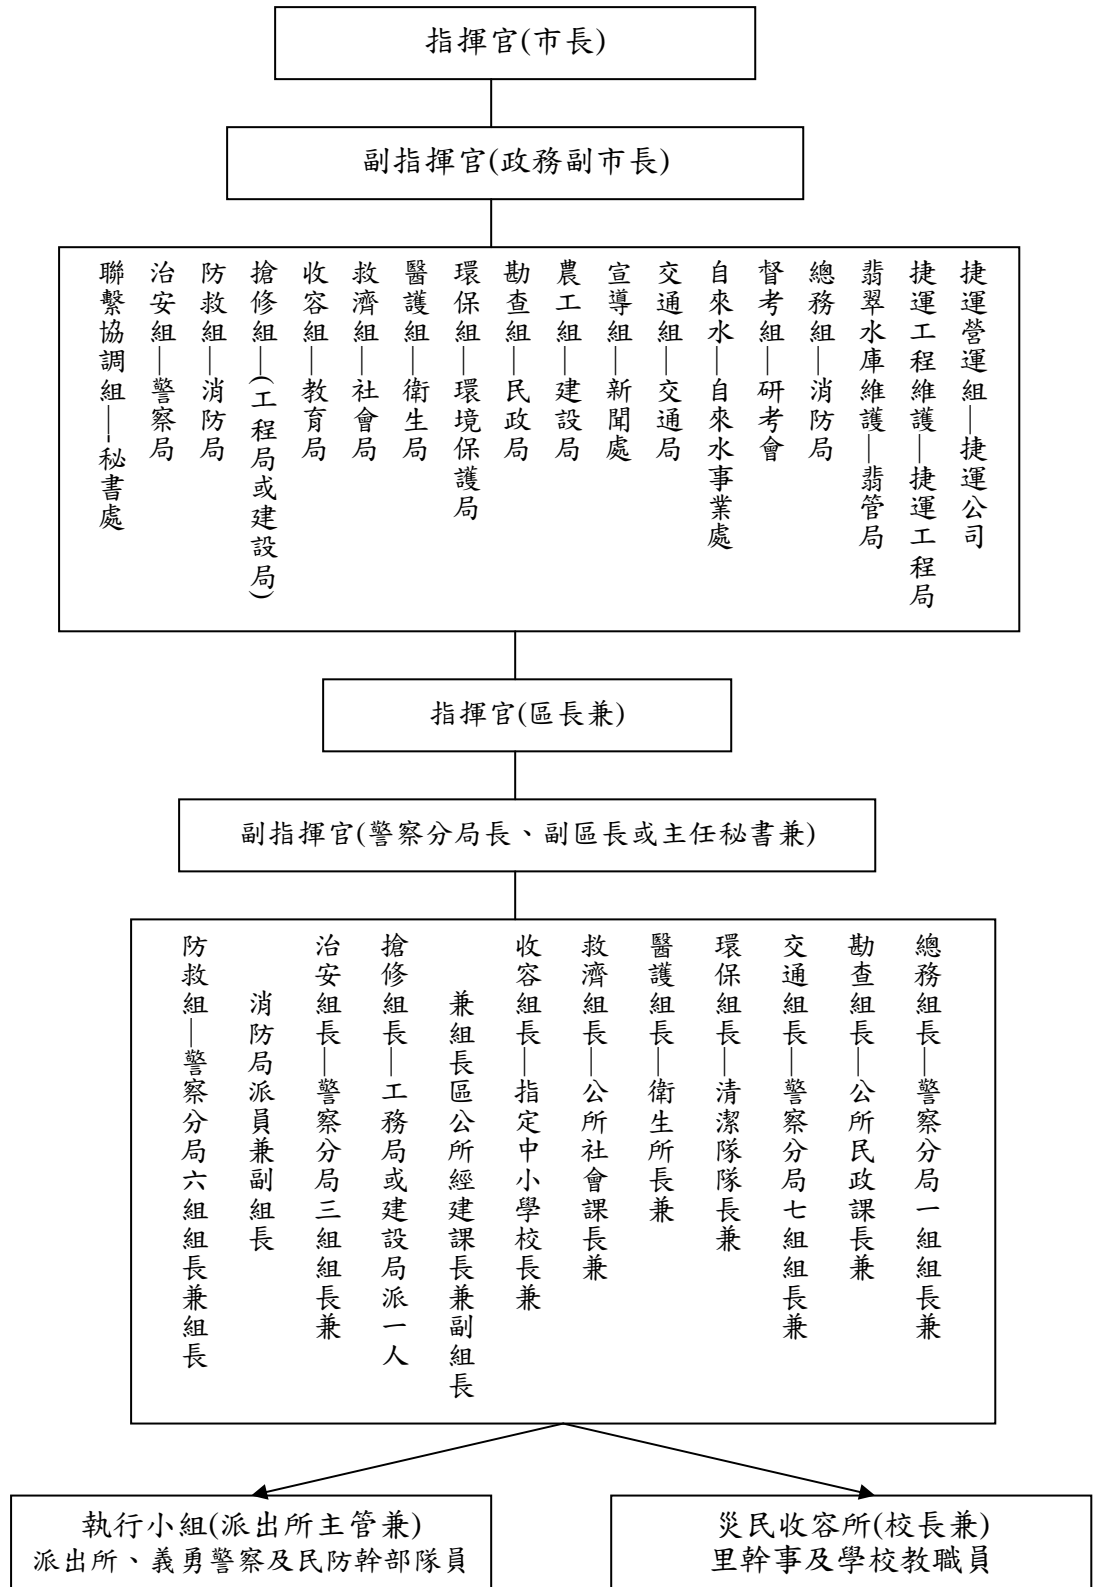 指揮官(市長)
副指揮官(政務副市長)
聯繫協調組—-秘書處
治安組—警察局
防救組—消防局
搶修組—(工程局或建設局)
收容組—教育局
救濟組—社會局
醫護組—衛生局
環保組—環境保護局
勘查組—民政局
農工組—建設局
宣導組—新聞處
交通組—交通局
自來水—自來水事業處
督考組—研考會
總務組—消防局
翡翠水庫維護—翡管局
捷運工程維護—捷運工程局
捷運營運組—捷運公司
指揮官(區長兼)
副指揮官(警察分局長、副區長或主任秘書兼)
防救組—警察分局六組組長兼組長
消防局派員兼副組長
治安組長—警察分局三組組長兼
搶修組長—工務局或建設局派一人
兼組長區公所經建課長兼副組長
收容組長—指定中小學校長兼
救濟組長—公所社會課長兼
醫護組長—衛生所長兼
環保組長—清潔隊隊長兼
交通組長—警察分局七組組長兼
勘查組長—公所民政課長兼
總務組長—警察分局一組組長兼
執行小組(派出所主管兼)
派出所、義勇警察及民防幹部隊員
災民收容所(校長兼)
里幹事及學校教職員